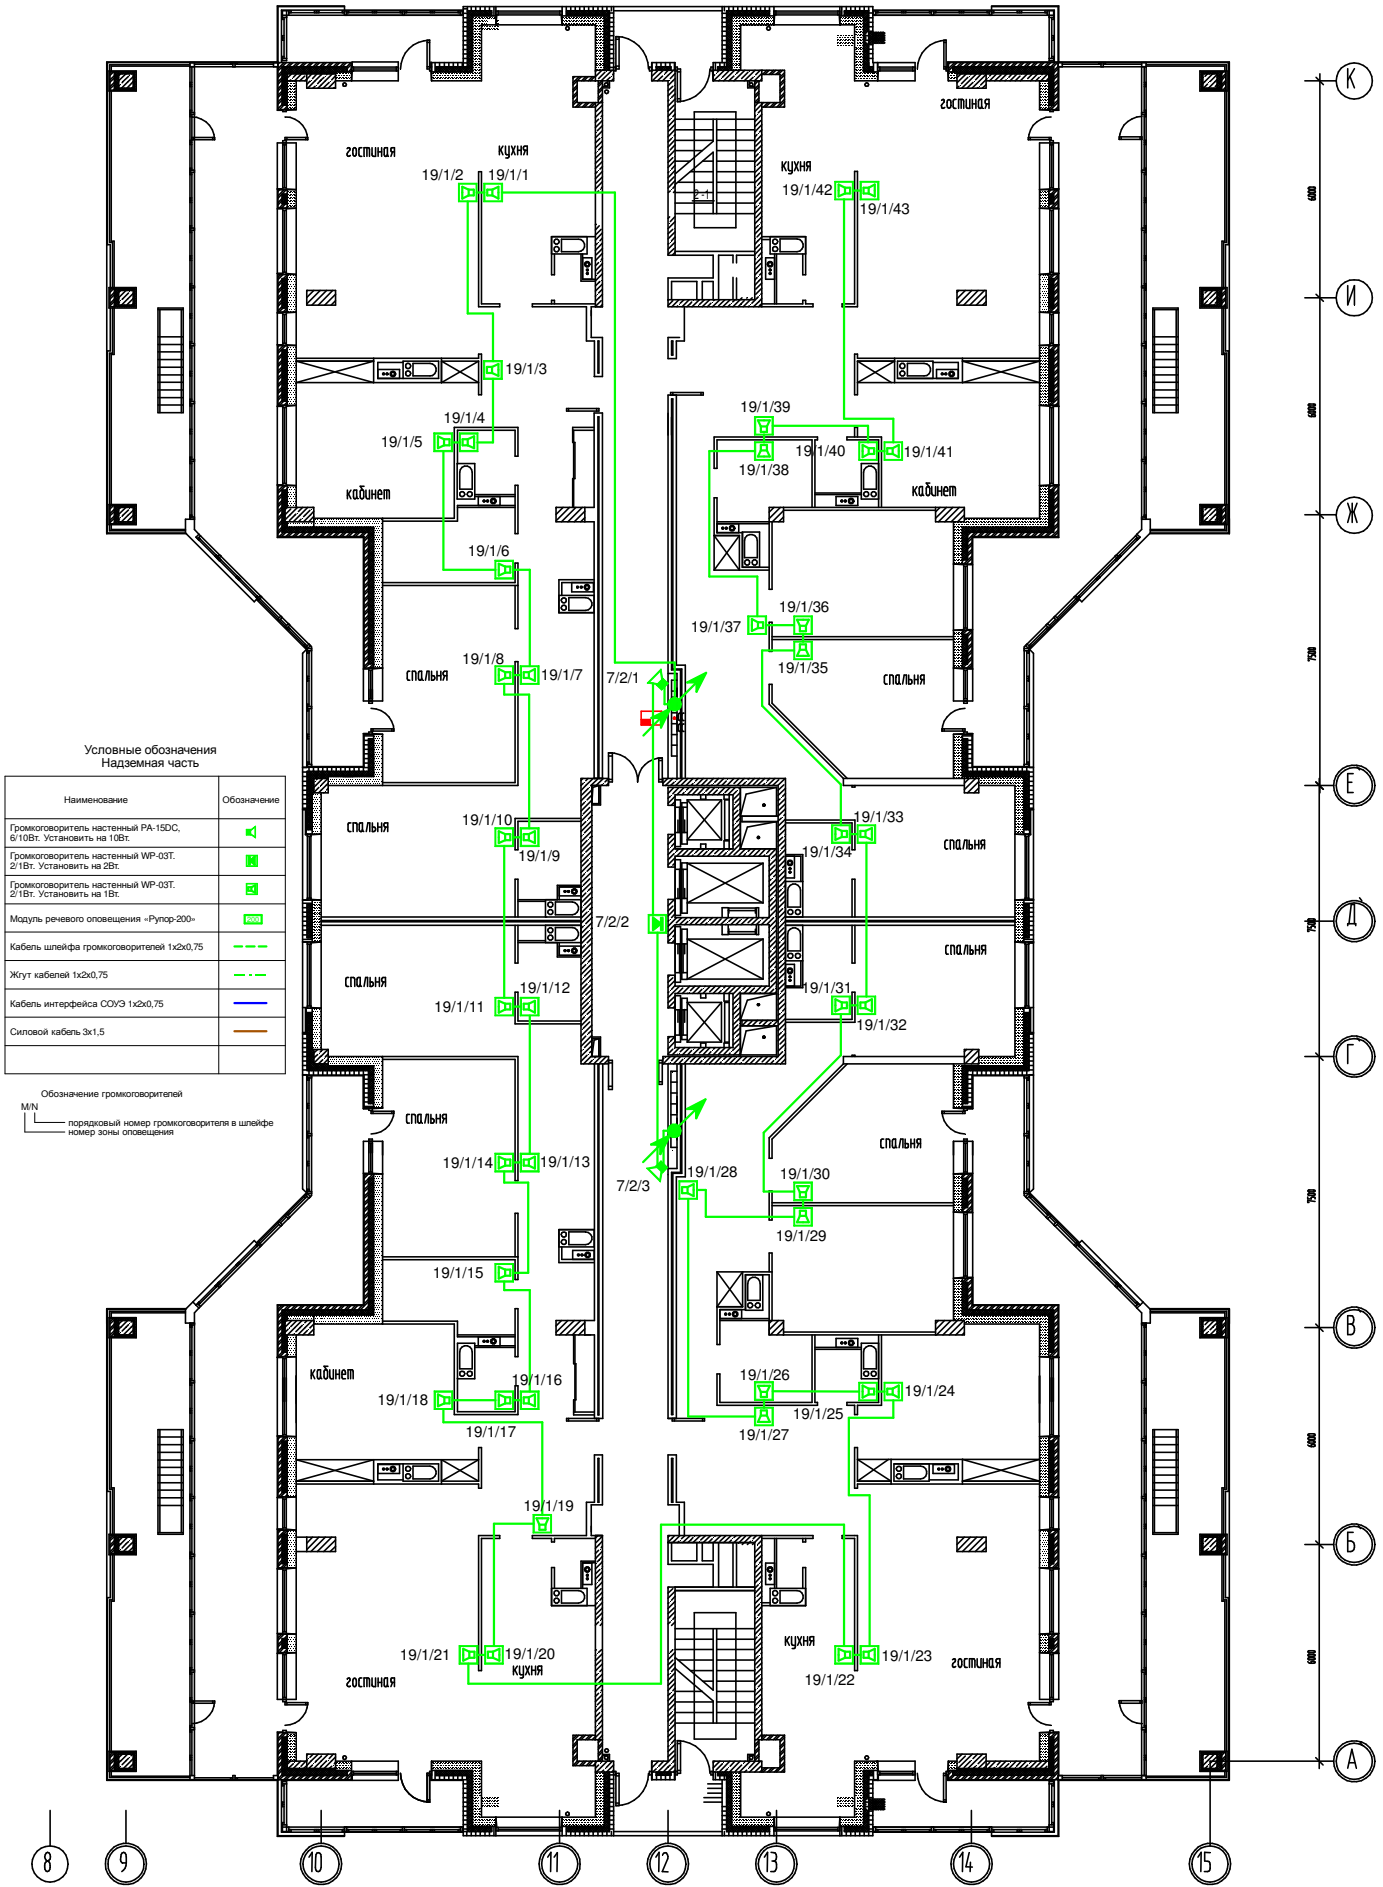 К
гостиная
гостиная
кухня
кухня
19/1/2
19/1/1
19/1/42
19/1/43
6000
И
19/1/3
19/1/39
6000
19/1/4
19/1/5
19/1/40
19/1/41
19/1/38
кабинет
кабинет
Ж
19/1/6
19/1/36
19/1/37
7500
19/1/8
19/1/7
19/1/35
спальня
7/2/1
спальня
Условные обозначения
Надземная часть
Е
Наименование
Обозначение
Громкоговоритель настенный PA-15DC,
6/10Вт. Установить на 10Вт.
Громкоговоритель настенный WP-03T.
2/1Вт. Установить на 2Вт.
Громкоговоритель настенный WP-03T.
2/1Вт. Установить на 1Вт.
Модуль речевого оповещения «Рупор-200»
Кабель шлейфа громкоговорителей 1x2x0,75
Жгут кабелей 1x2x0,75
Кабель интерфейса СОУЭ 1x2x0,75
Силовой кабель 3x1,5
Обозначение громкоговорителей
M/N
порядковый номер громкоговорителя в шлейфе
номер зоны оповещения
19/1/10
19/1/33
спальня
19/1/9
19/1/34
спальня
7/2/2
7500
Д
спальня
спальня
19/1/12
19/1/31
19/1/11
19/1/32
Г
спальня
спальня
19/1/14
19/1/13
7/2/3
19/1/28
19/1/30
7500
19/1/29
19/1/15
В
кабинет
19/1/16
19/1/26
19/1/18
19/1/24
19/1/25
19/1/17
19/1/27
6000
19/1/19
Б
кухня
19/1/21
19/1/20
19/1/23
6000
кухня
гостиная
19/1/22
гостиная
А
8
9
10
11
12
13
14
15